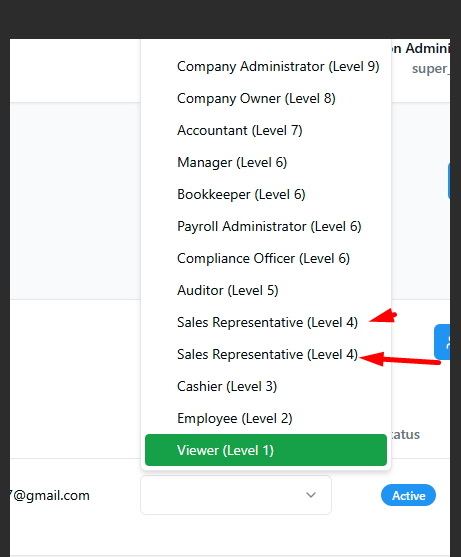 on Admini
Company Administrator (Level 9)
super_
Company Owner (Level 8)
Accountant (Level 7)
Manager (Level 6)
Bookkeeper (Level 6)
Payroll Administrator (Level 6)
Compliance Officer (Level 6)
Auditor (Level 5)
Sales Representative (Level 4)
Sales Representative (Level 4)
Cashier (Level 3)
Employee (Level 2)
tatus
Viewer (Level 1)
7@gmail.com
Active